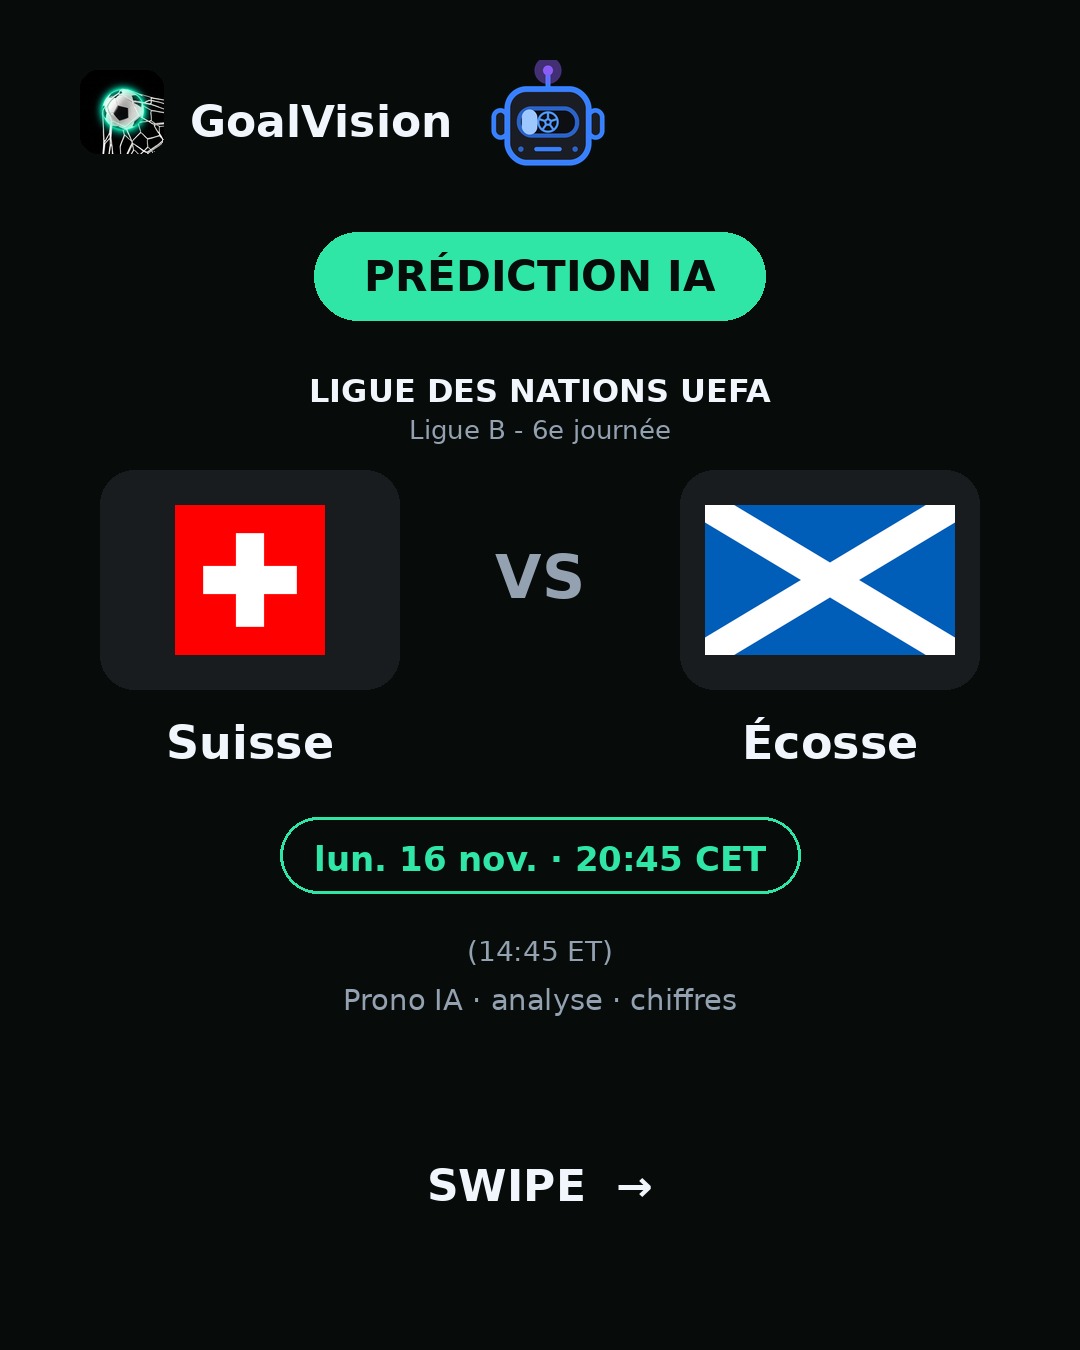 GoalVision
PRÉDICTION IA
LIGUE DES NATIONS UEFA
Ligue B - 6e journée
VS
Suisse
Écosse
lun. 16 nov. · 20:45 CET
(14:45 ET)
Prono IA · analyse · chiffres
SWIPE →